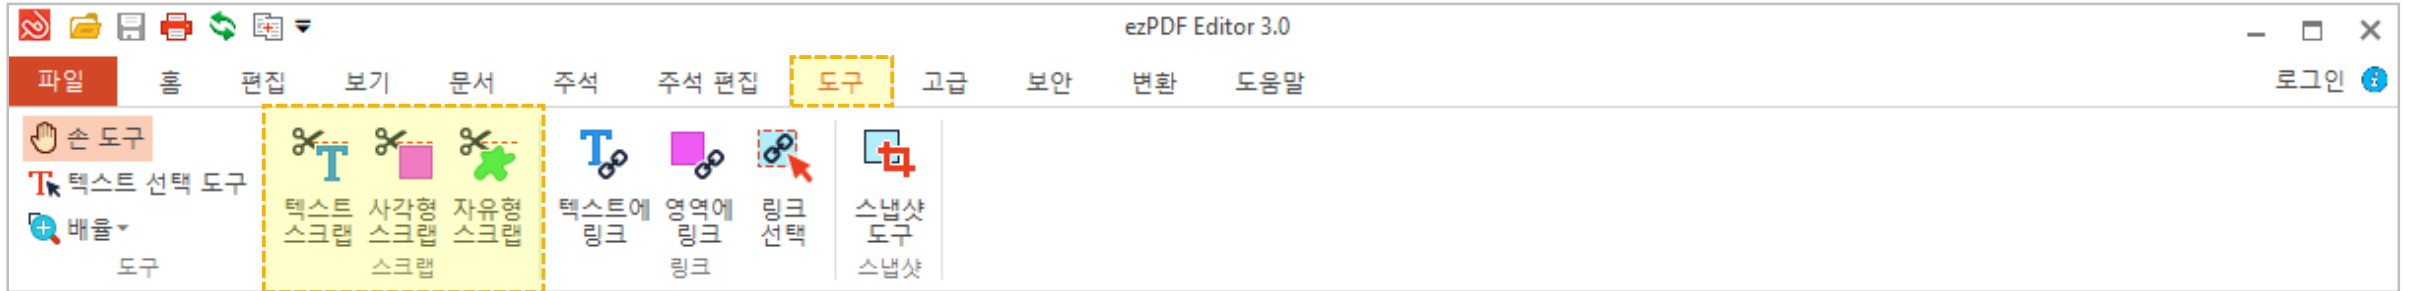 ezPDF Editor 3.0
파일 홈 편집 보기 문서 주석 주석 편집 도구 고급 보안 변환 도움말 로그인
손 도구
텍스트 선택 도구
배율
도구
텍스트 스크랩
사각형 스크랩
자유형 스크랩
스크랩
텍스트에 링크
영역에 링크
링크 선택
링크
스냅샷 도구
스냅샷